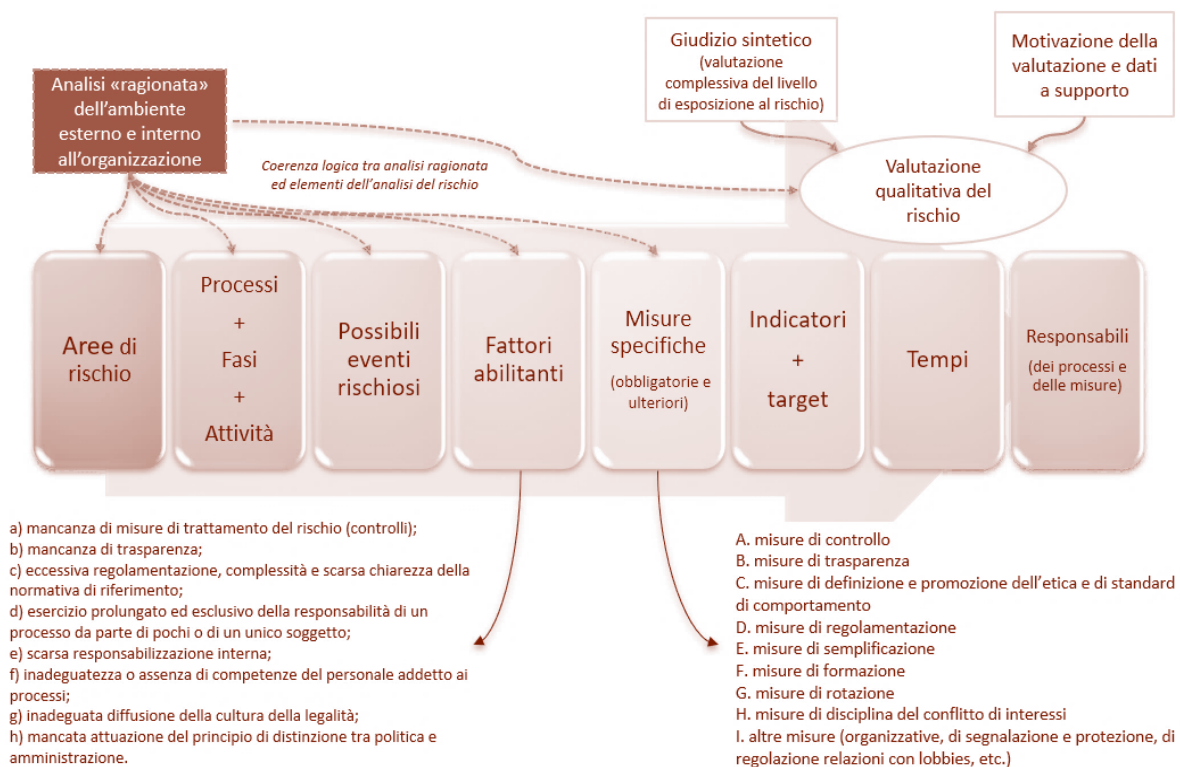 Giudizio sintetico
(valutazione
complessiva del livello
di esposizione al rischio)
Motivazione della
valutazione e dati
a supporto
Analisi «ragionata»
dell'ambiente
esterno e interno
all'organizzazione
Coerenza logica tra analisi ragionata
ed elementi dell'analisi del rischio
Valutazione
qualitativa del
rischio
Aree di
rischio
Processi
+
Fasi
+
Attività
Possibili
eventi
rischiosi
Fattori
abilitanti
Misure
specifiche
(obbligatorie e
ulteriori)
Indicatori
+
target
Tempi
Responsabili
(dei processi e
delle misure)
a) mancanza di misure di trattamento del rischio (controlli);
b) mancanza di trasparenza;
c) eccessiva regolamentazione, complessità e scarsa chiarezza della
normativa di riferimento;
d) esercizio prolungato ed esclusivo della responsabilità di un
processo da parte di pochi o di un unico soggetto;
e) scarsa responsabilizzazione interna;
f) inadeguatezza o assenza di competenze del personale addetto ai
processi;
g) inadeguata diffusione della cultura della legalità;
h) mancata attuazione del principio di distinzione tra politica e
amministrazione.
A. misure di controllo
B. misure di trasparenza
C. misure di definizione e promozione dell'etica e di standard
di comportamento
D. misure di regolamentazione
E. misure di semplificazione
F. misure di formazione
G. misure di rotazione
H. misure di disciplina del conflitto di interessi
I. altre misure (organizzative, di segnalazione e protezione, di
regolazione relazioni con lobbies, etc.)